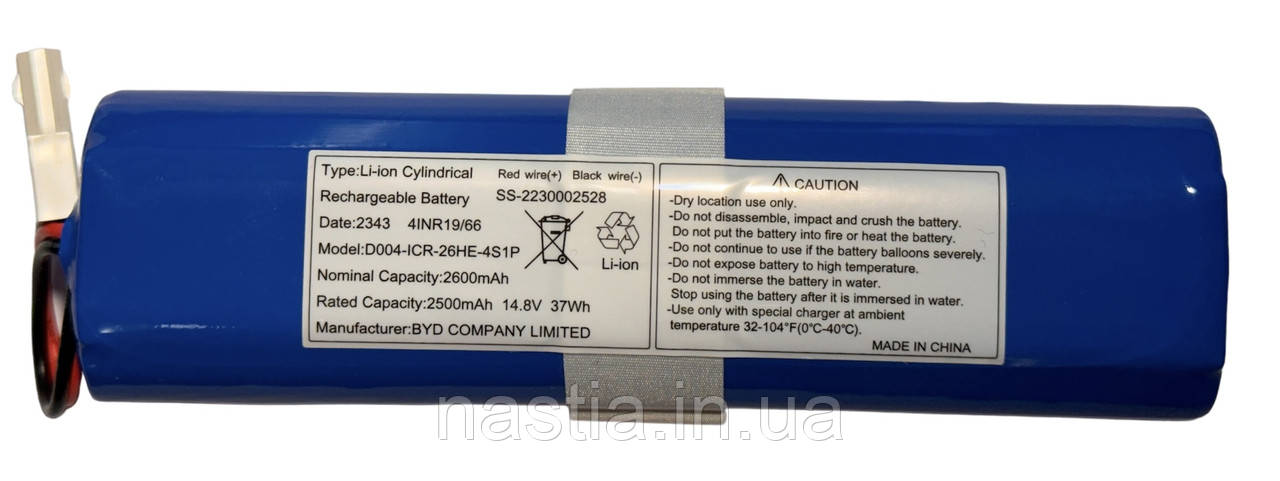 Type:Li-ion Cylindrical Red wire(+) Black wire(-)
Rechargeable Battery SS-2230002528
Date:2343 4INR19/66
Model:D004-ICR-26HE-4S1P
Li-ion
Nominal Capacity:2600mAh
Rated Capacity:2500mAh 14.8V 37Wh
Manufacturer:BYD COMPANY LIMITED
CAUTION
-Dry location use only.
-Do not disassemble, impact and crush the battery.
Do not put the battery into fire or heat the battery.
-Do not continue to use if the battery balloons severely.
-Do not expose battery to high temperature.
-Do not immerse the battery in water.
Stop using the battery after it is immersed in water.
-Use only with special charger at ambient
temperature 32-104°F(0℃-40℃).
MADE IN CHINA
nastia.in.ua